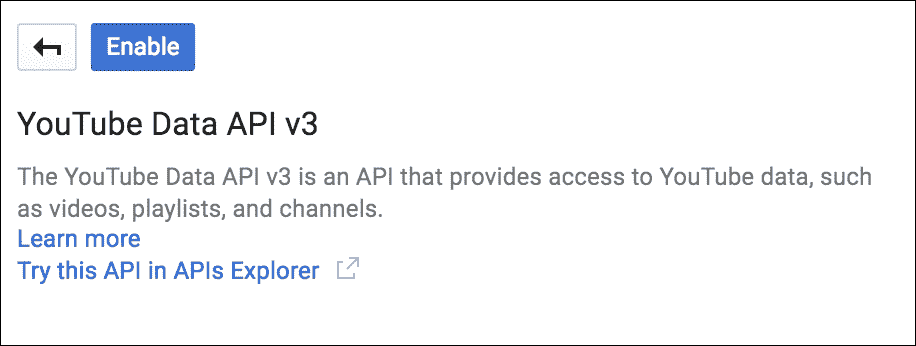 Enable
YouTube Data API v3
The YouTube Data API v3 is an API that provides access to YouTube data, such
as videos, playlists, and channels.
Learn more
Try this API in APIs Explorer